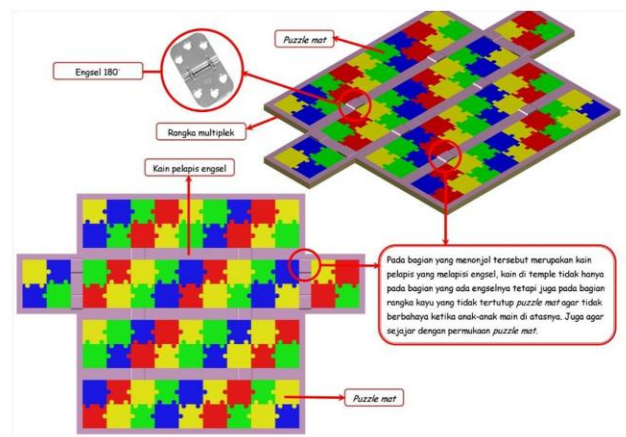 Puzzle mat
Engsel 180°
Rangka multiplek
Kain pelapis engsel
Pada bagian yang menonjol tersebut merupakan kain
pelapis yang melapisi engsel, kain di temple tidak hanya
pada bagian yang ada engselnya tetapi juga pada bagian
rangka kayu yang tidak tertutup puzzle mat agar tidak
berbahaya ketika anak-anak main di atasnya. Juga agar
sejajar dengan permukaan puzzle mat.
Puzzle mat